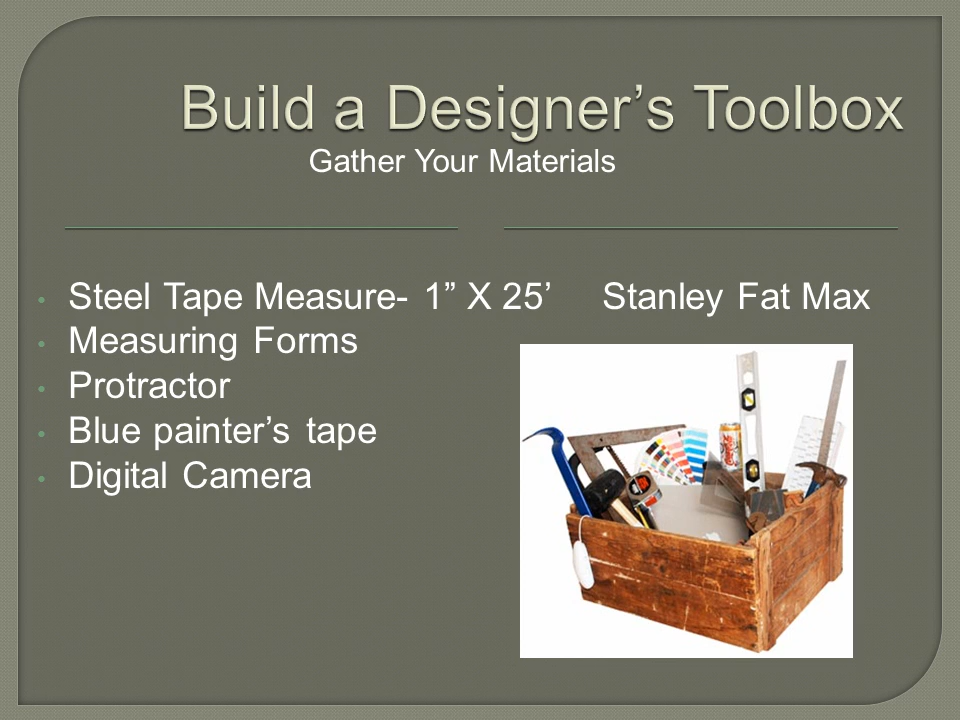 Build a Designer’s Toolbox
Gather Your Materials
• Steel Tape Measure- 1” X 25’ Stanley Fat Max
• Measuring Forms
• Protractor
• Blue painter’s tape
• Digital Camera